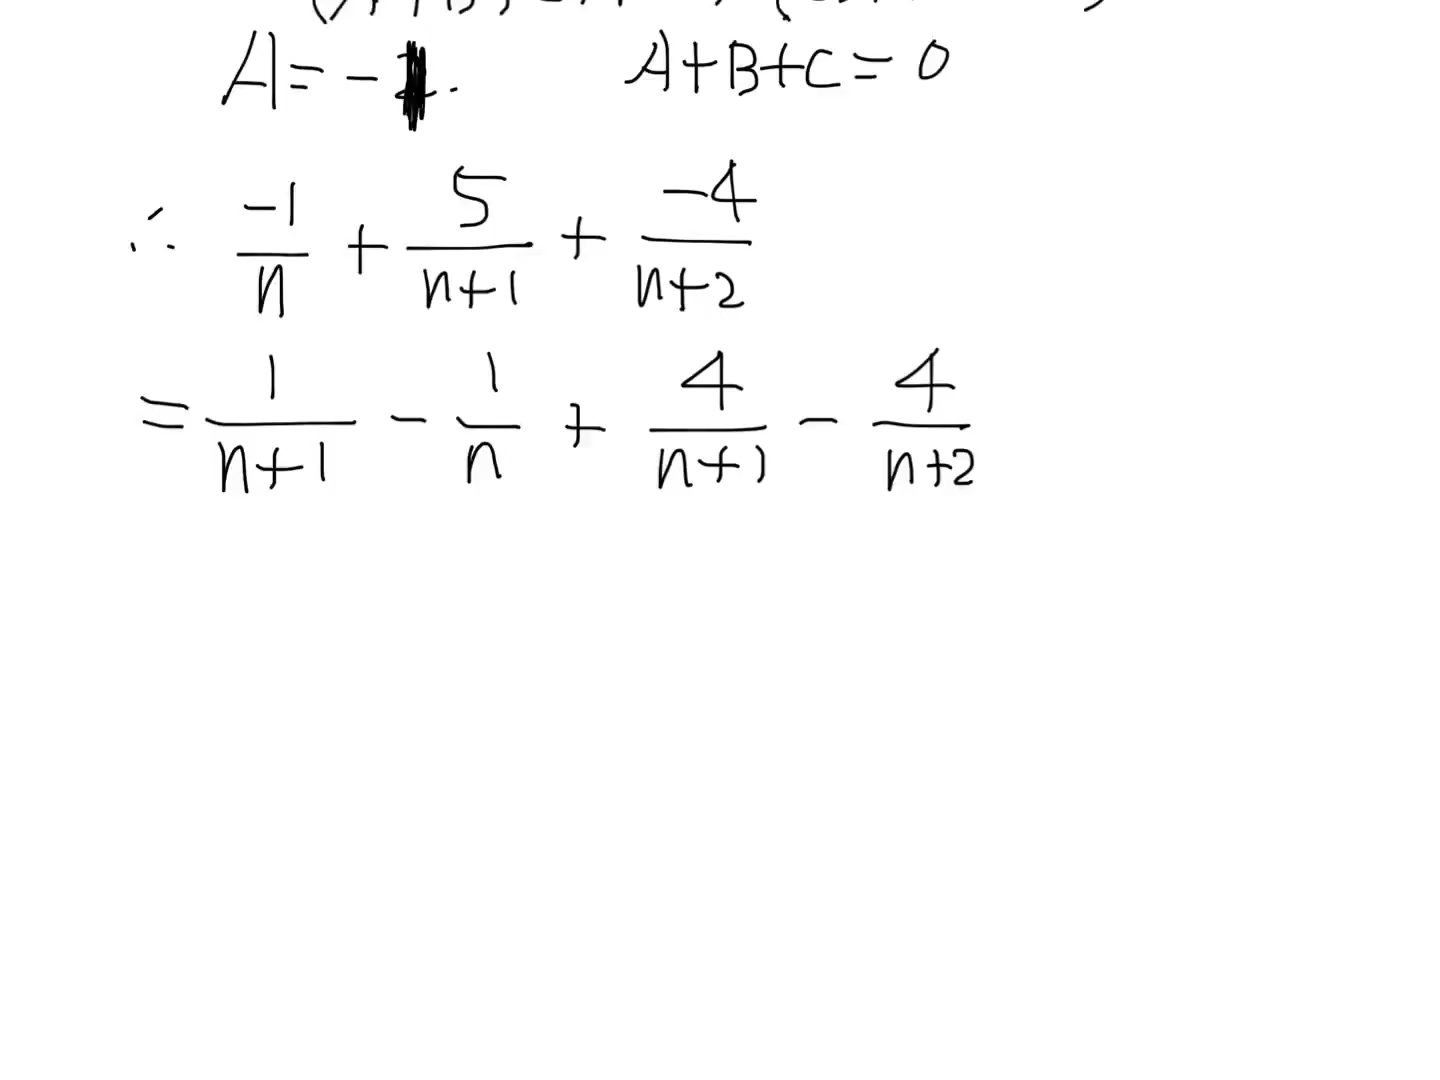 A = -1. A+B+C = 0
∴ -1/n + 5/(n+1) + -4/(n+2)
= 1/(n+1) - 1/n + 4/(n+1) - 4/(n+2)